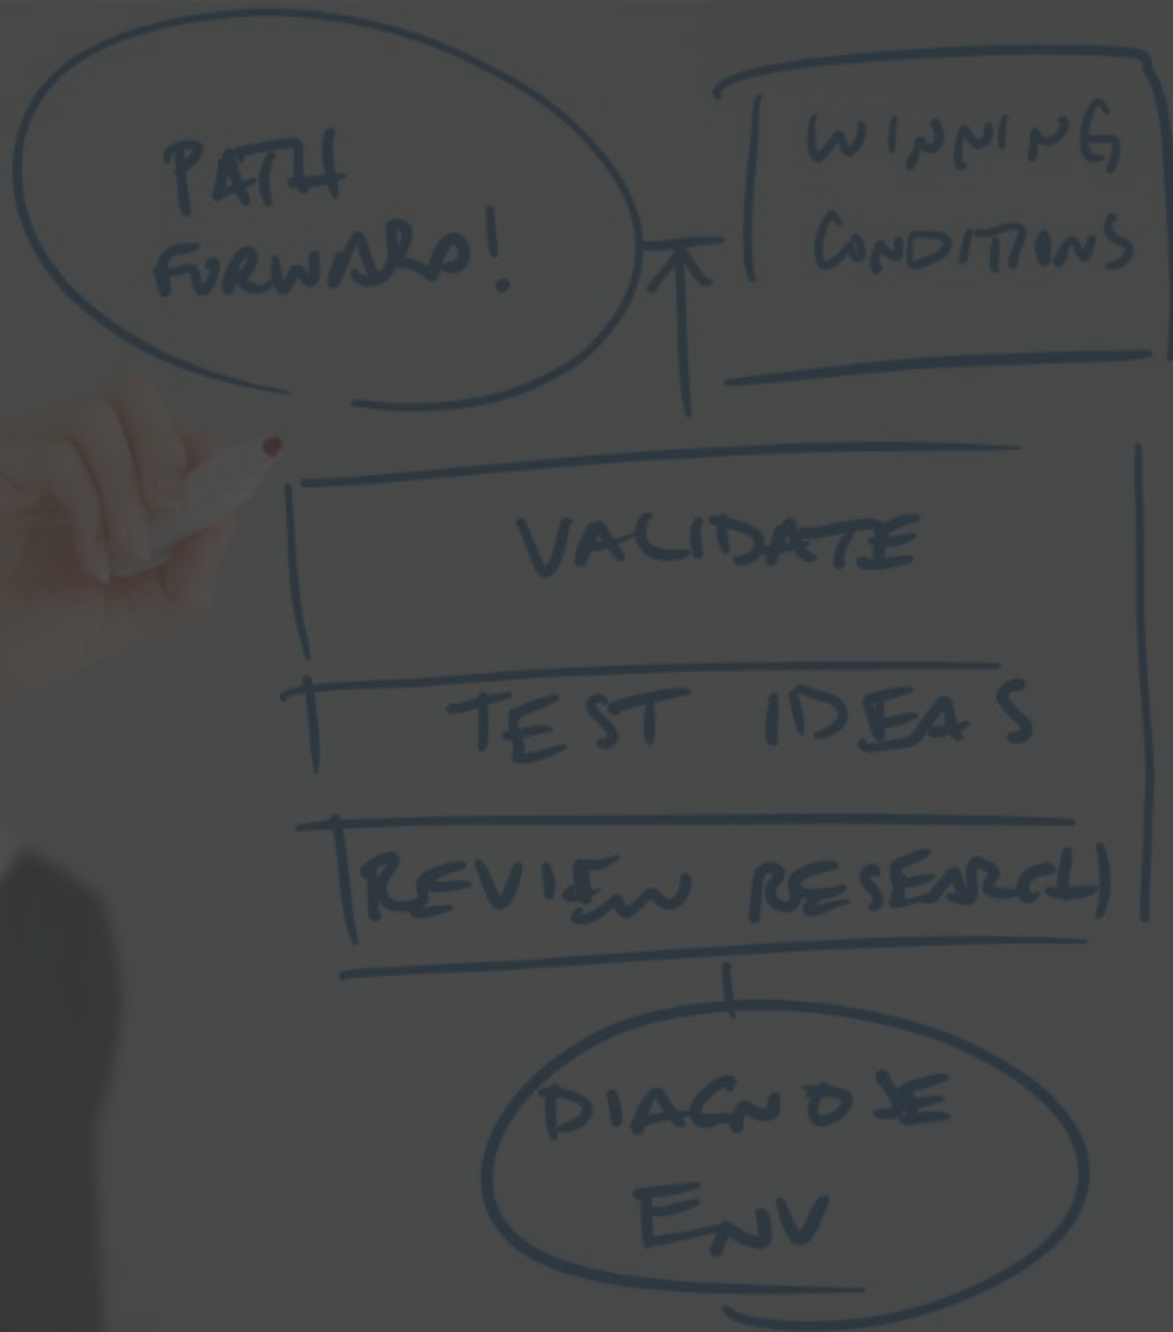 PATH
FORWARD!
WINNING
CONDITIONS
VALIDATE
TEST IDEAS
REVIEW RESEARCH
DIAGNOSE
ENV